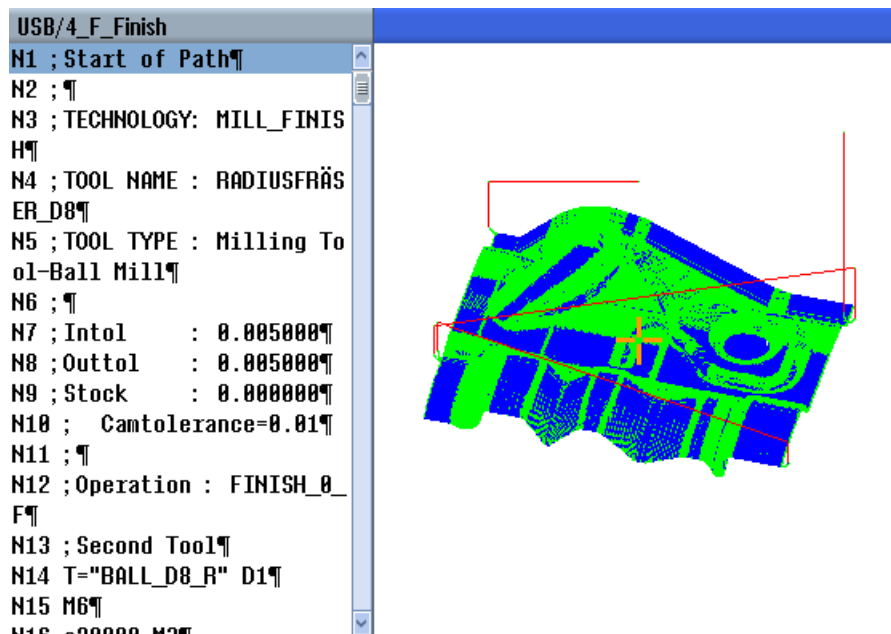 USB/4_F_Finish
N1 ;Start of Path¶
N2 ;¶
N3 ;TECHNOLOGY: MILL_FINIS
H¶
N4 ;TOOL NAME : RADIUSFRÄS
ER_D8¶
N5 ;TOOL TYPE : Milling To
ol-Ball Mill¶
N6 ;¶
N7 ;Intol : 0.005000¶
N8 ;Outtol : 0.005000¶
N9 ;Stock : 0.000000¶
N10 ; Camtolerance=0.01¶
N11 ;¶
N12 ;Operation : FINISH_0_
F¶
N13 ;Second Tool¶
N14 T="BALL_D8_R" D1¶
N15 M6¶